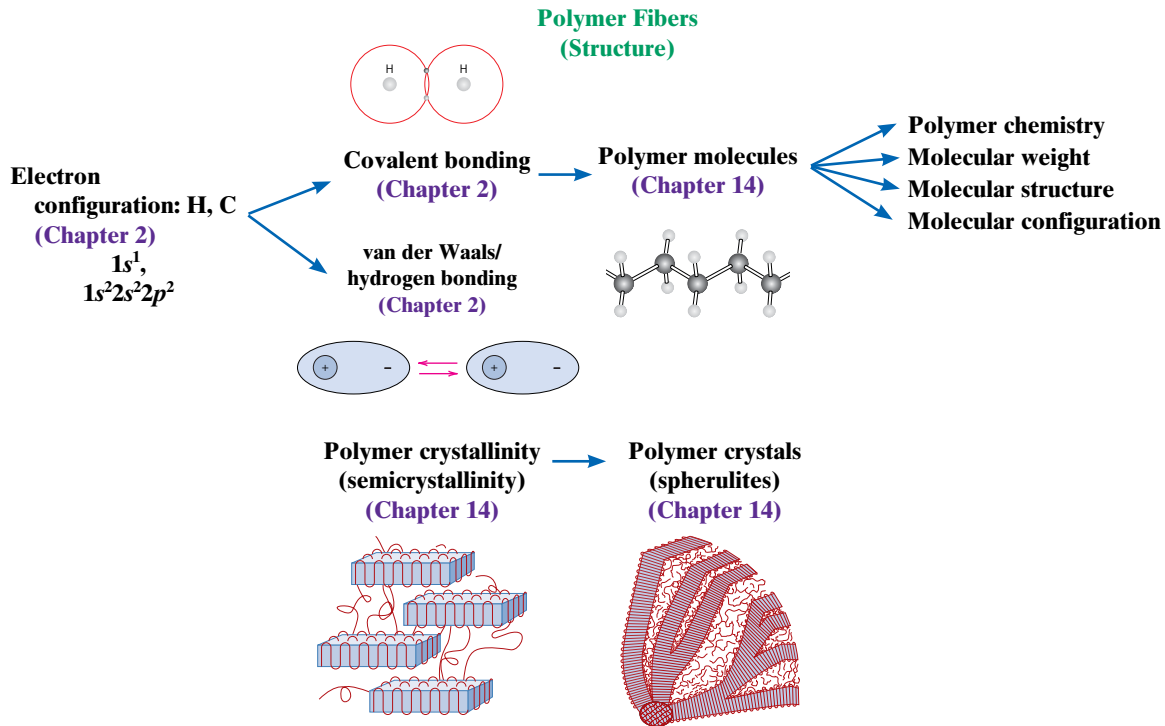 Polymer Fibers
(Structure)
H H
Electron
configuration: H, C
(Chapter 2)
1s¹,
1s²2s²2p²
Covalent bonding
(Chapter 2)
Polymer molecules
(Chapter 14)
Polymer chemistry
Molecular weight
Molecular structure
Molecular configuration
van der Waals/
hydrogen bonding
(Chapter 2)
+ – + –
Polymer crystallinity
(semicrystallinity)
(Chapter 14)
Polymer crystals
(spherulites)
(Chapter 14)